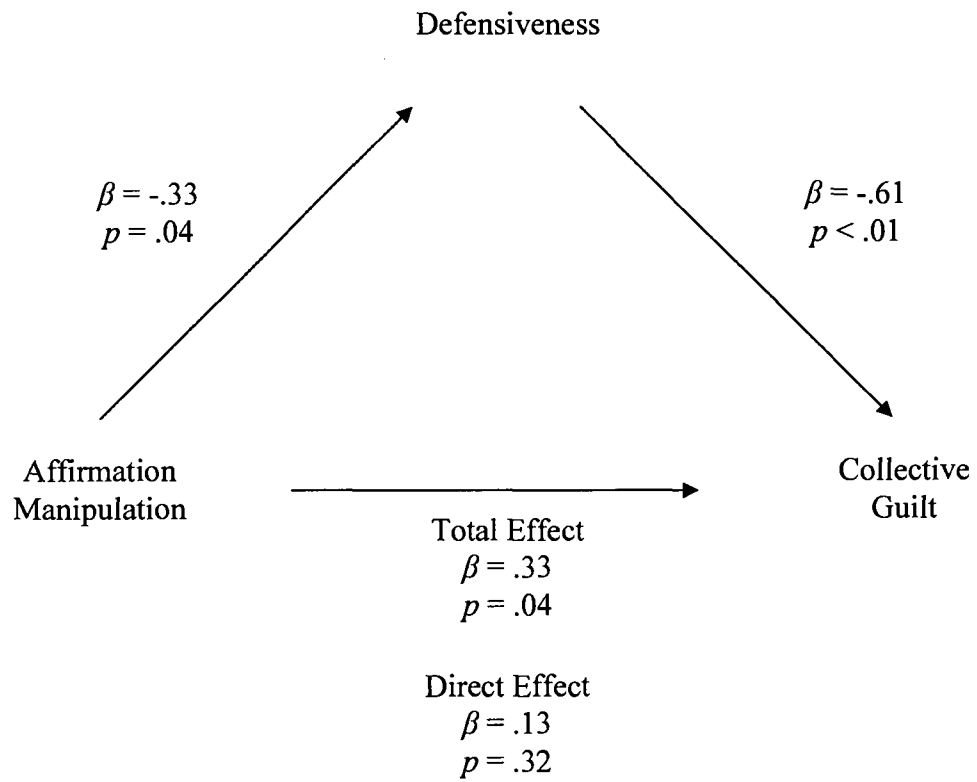 Defensiveness
β = -.33
p = .04
β = -.61
p < .01
Affirmation
Manipulation
Collective
Guilt
Total Effect
β = .33
p = .04
Direct Effect
β = .13
p = .32